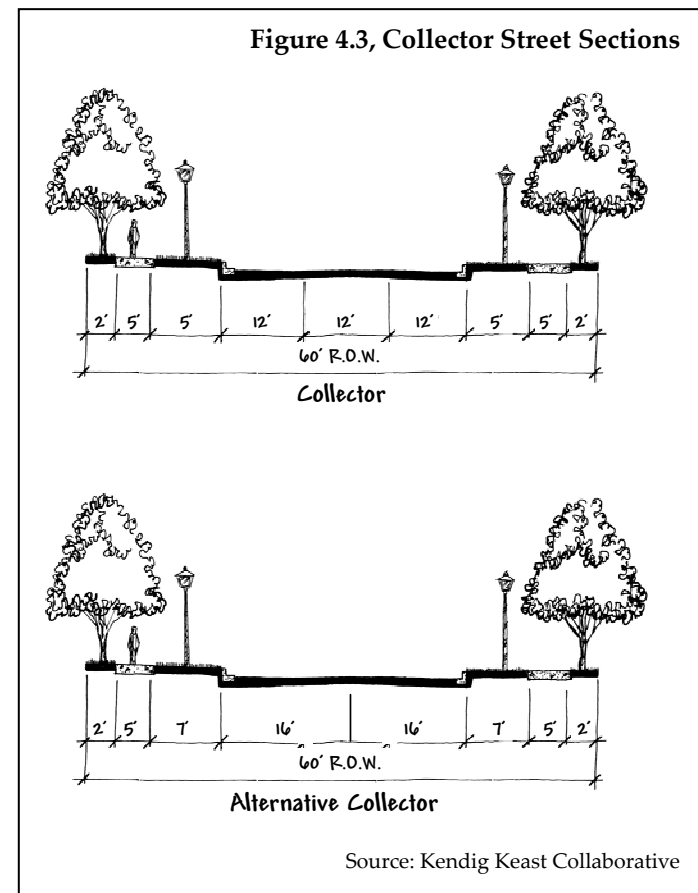 Figure 4.3, Collector Street Sections
2' 5' 5' 12' 12' 12' 5' 5' 2'
60' R.O.W.
Collector
2' 5' 7' 16' 16' 7' 5' 2'
60' R.O.W.
Alternative Collector
Source: Kendig Keast Collaborative